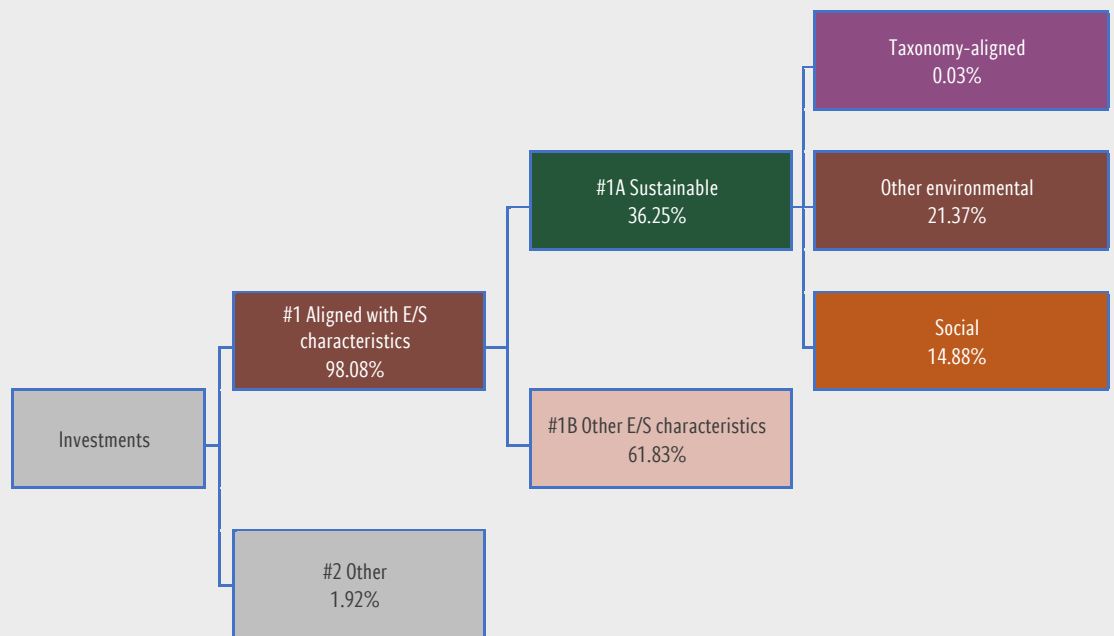 Taxonomy-aligned
0.03%
#1A Sustainable
36.25%
Other environmental
21.37%
#1 Aligned with E/S
characteristics
98.08%
Social
14.88%
Investments
#1B Other E/S characteristics
61.83%
#2 Other
1.92%